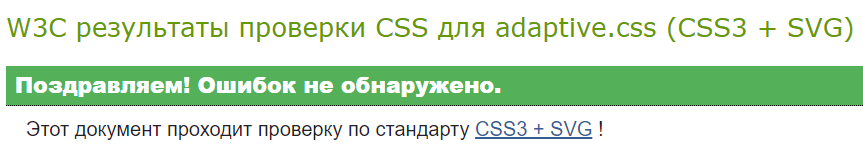 W3C результаты проверки CSS для adaptive.css (CSS3 + SVG)
Поздравляем! Ошибок не обнаружено.
Этот документ проходит проверку по стандарту CSS3 + SVG !